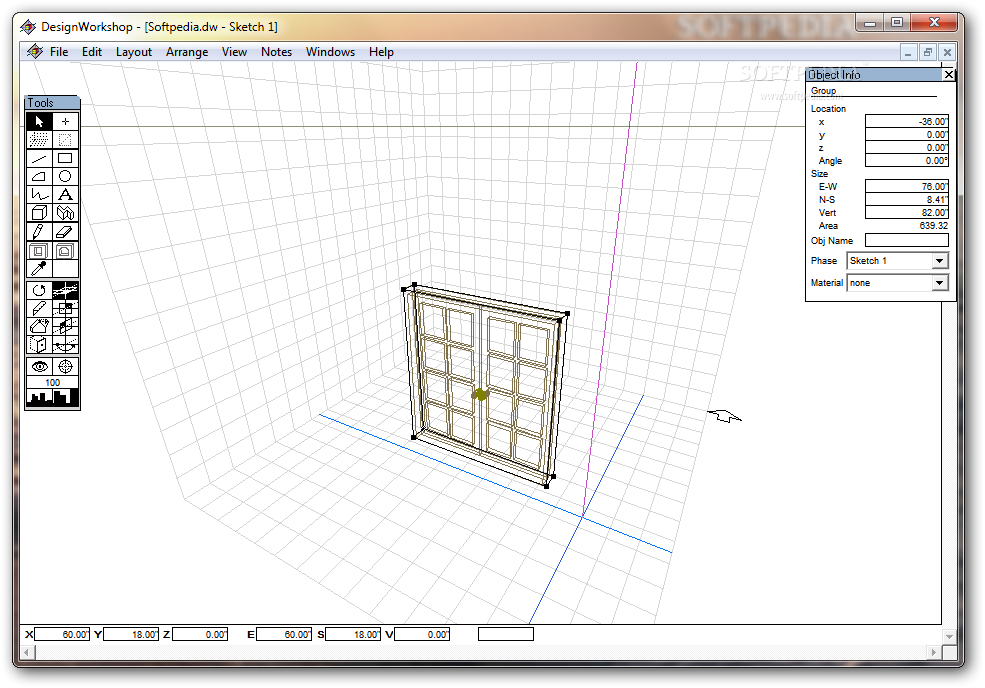 DesignWorkshop - [Softpedia.dw - Sketch 1]
SOFTPEDIA
File Edit Layout Arrange View Notes Windows Help
Tools
A
100
Object Info
Group
Location
x -36.00"
y 0.00"
z 0.00"
Angle 0.00°
Size
E-W 76.00"
N-S 8.41"
Vert 82.00"
Area 639.32
Obj Name
Phase Sketch 1
Material none
X 60.00" Y 18.00" Z 0.00" E 60.00" S 18.00" V 0.00"